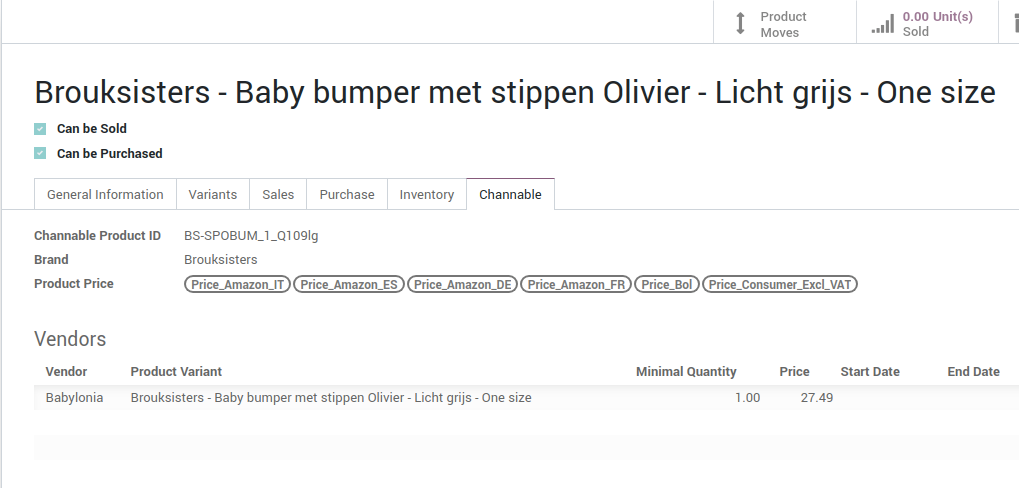 Product Moves
0.00 Unit(s) Sold
Brouksisters - Baby bumper met stippen Olivier - Licht grijs - One size
Can be Sold
Can be Purchased
General Information Variants Sales Purchase Inventory Channable
Channable Product ID BS-SPOBUM_1_Q109lg
Brand Brouksisters
Product Price Price_Amazon_IT Price_Amazon_ES Price_Amazon_DE Price_Amazon_FR Price_Bol Price_Consumer_Excl_VAT
Vendors
Vendor Product Variant Minimal Quantity Price Start Date End Date
Babylonia Brouksisters - Baby bumper met stippen Olivier - Licht grijs - One size 1.00 27.49